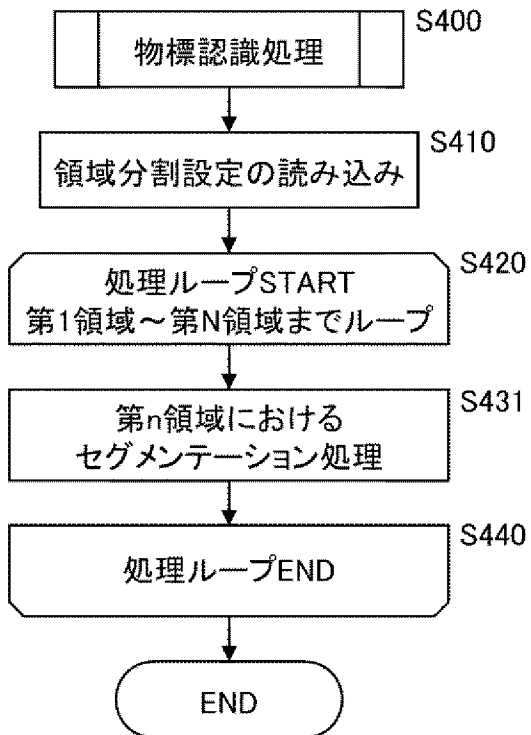 物標認識処理
S400
領域分割設定の読み込み
S410
処理ループSTART
第1領域～第N領域までループ
S420
第n領域における
セグメンテーション処理
S431
処理ループEND
S440
END